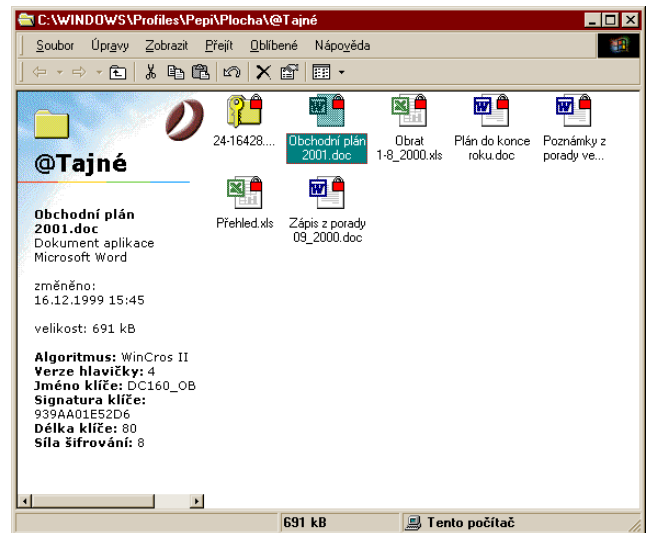 C:\WINDOWS\Profiles\Pepi\Plocha\@Tajné
Soubor Úpravy Zobrazit Přejít Oblíbené Nápověda
@Tajné
Obchodní plán
2001.doc
Dokument aplikace
Microsoft Word
změněno:
16.12.1999 15:45
velikost: 691 kB
Algoritmus: WinCros II
Verze hlavičky: 4
Jméno klíče: DC160_OB
Signatura klíče:
939AA01E52D6
Délka klíče: 80
Síla šifrování: 8
24-16428....
Obchodní plán
2001.doc
Obrat
1-8_2000.xls
Plán do konce
roku.doc
Poznámky z
porady ve...
Přehled.xls
Zápis z porady
09_2000.doc
691 kB
Tento počítač